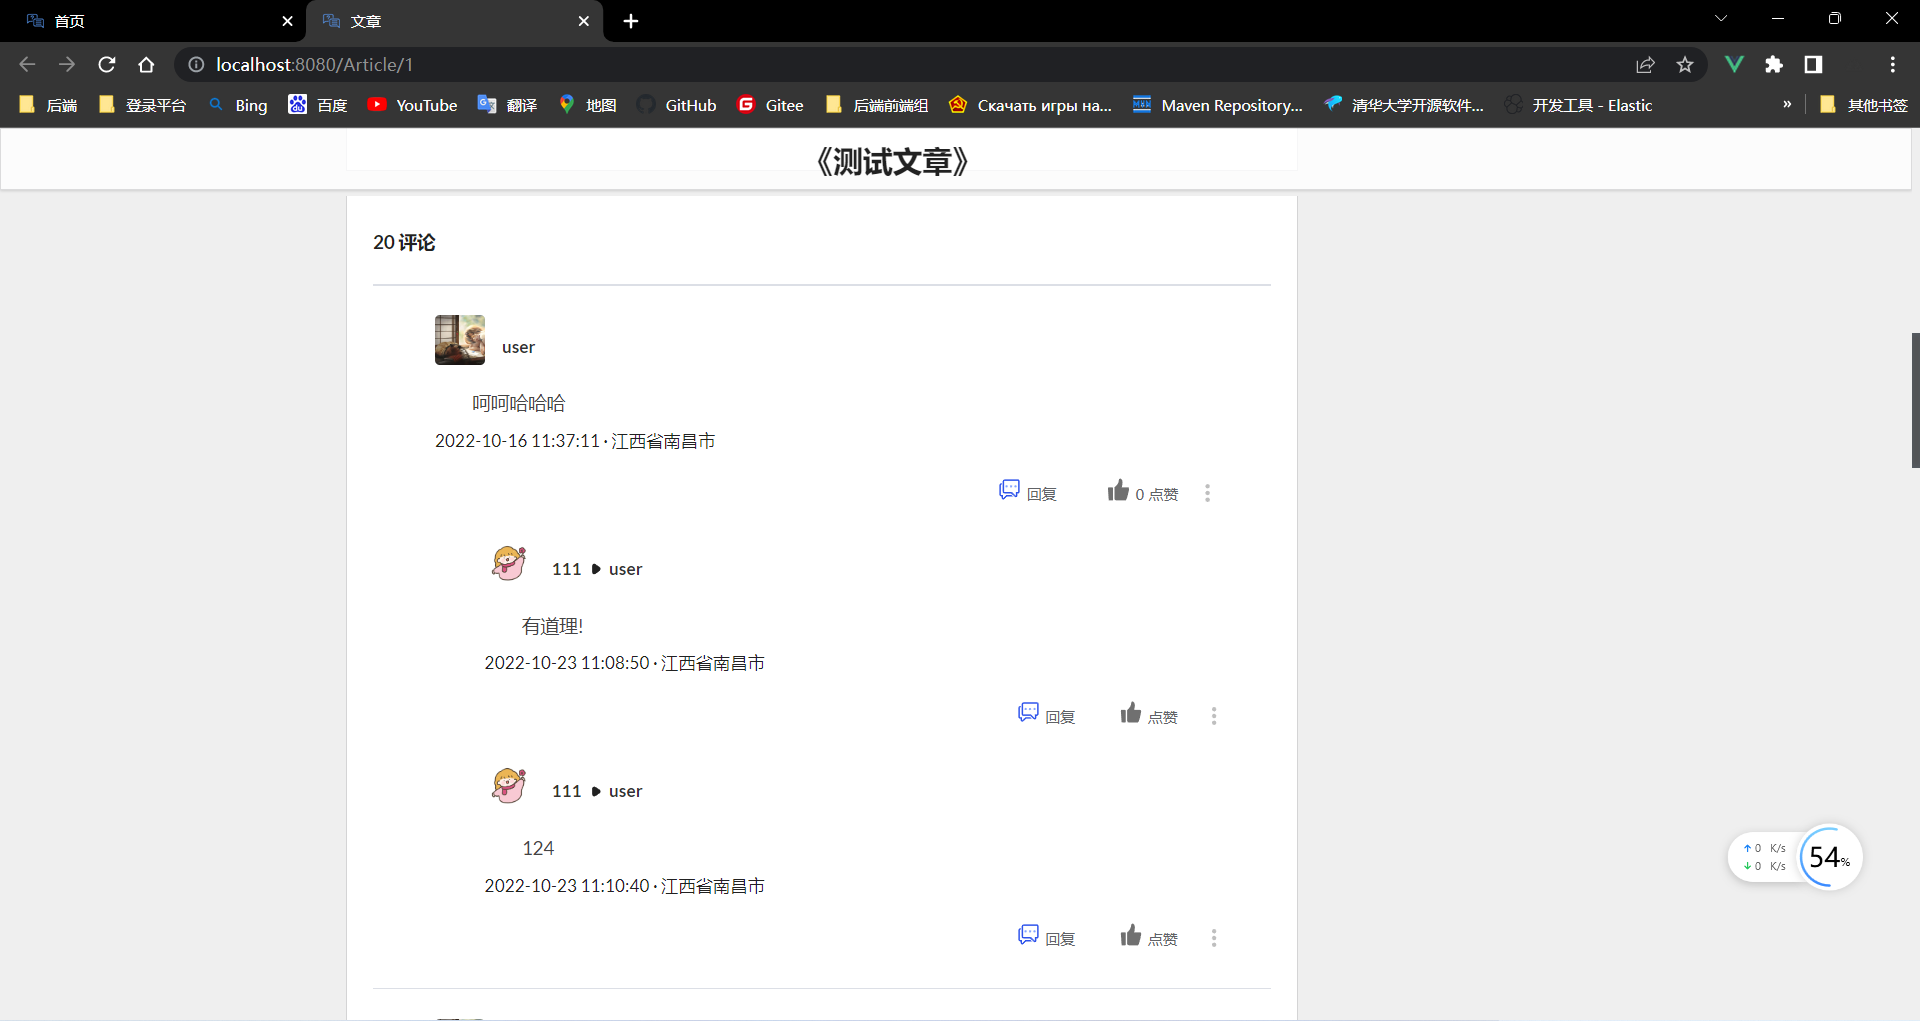 首页
文章
localhost:8080/Article/1
后端 登录平台 Bing 百度 YouTube 翻译 地图 GitHub Gitee 后端前端组 Скачать игры на... Maven Repository:... 清华大学开源软件... 开发工具 - Elastic » 其他书签
《测试文章》
20 评论
user
呵呵哈哈哈
2022-10-16 11:37:11 · 江西省南昌市
回复 0 点赞
111 user
有道理!
2022-10-23 11:08:50 · 江西省南昌市
回复 点赞
111 user
124
2022-10-23 11:10:40 · 江西省南昌市
回复 点赞
↑ 0 K/s
↓ 0 K/s
54%